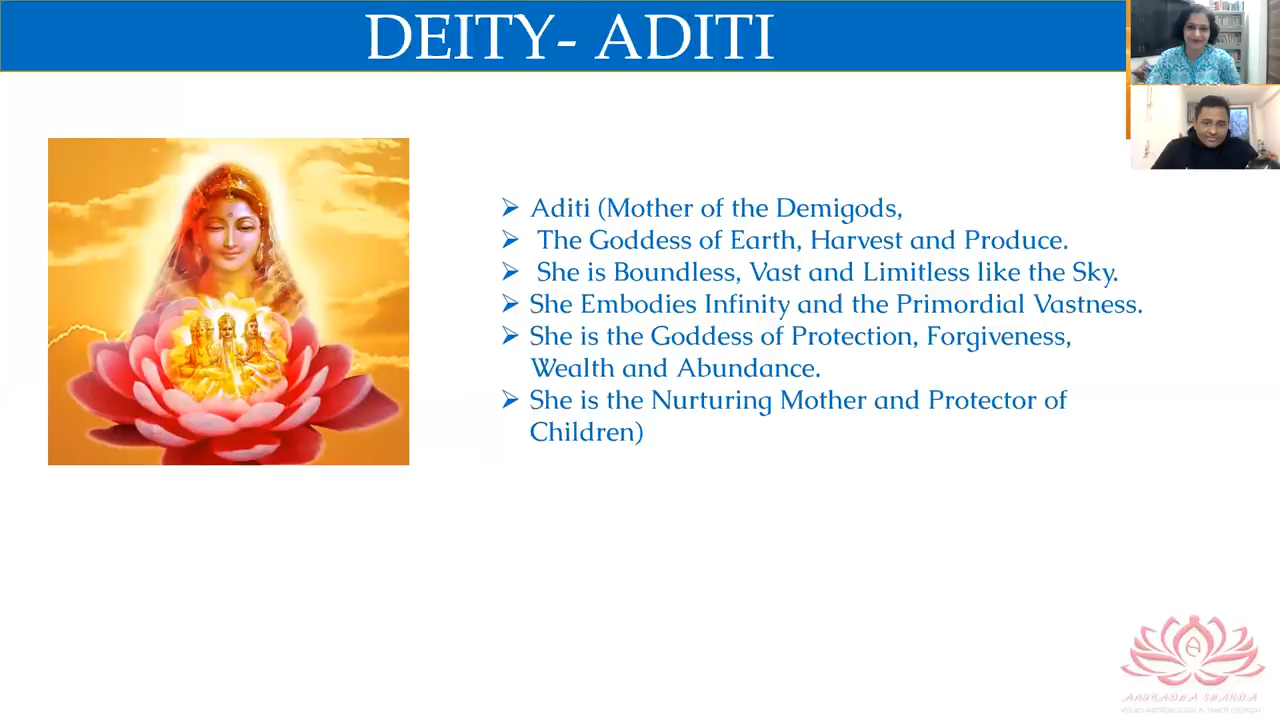 DEITY- ADITI
➢ Aditi (Mother of the Demigods,
➢ The Goddess of Earth, Harvest and Produce.
➢ She is Boundless, Vast and Limitless like the Sky.
➢ She Embodies Infinity and the Primordial Vastness.
➢ She is the Goddess of Protection, Forgiveness,
Wealth and Abundance.
➢ She is the Nurturing Mother and Protector of
Children)
A
ANURADHA SHARDA